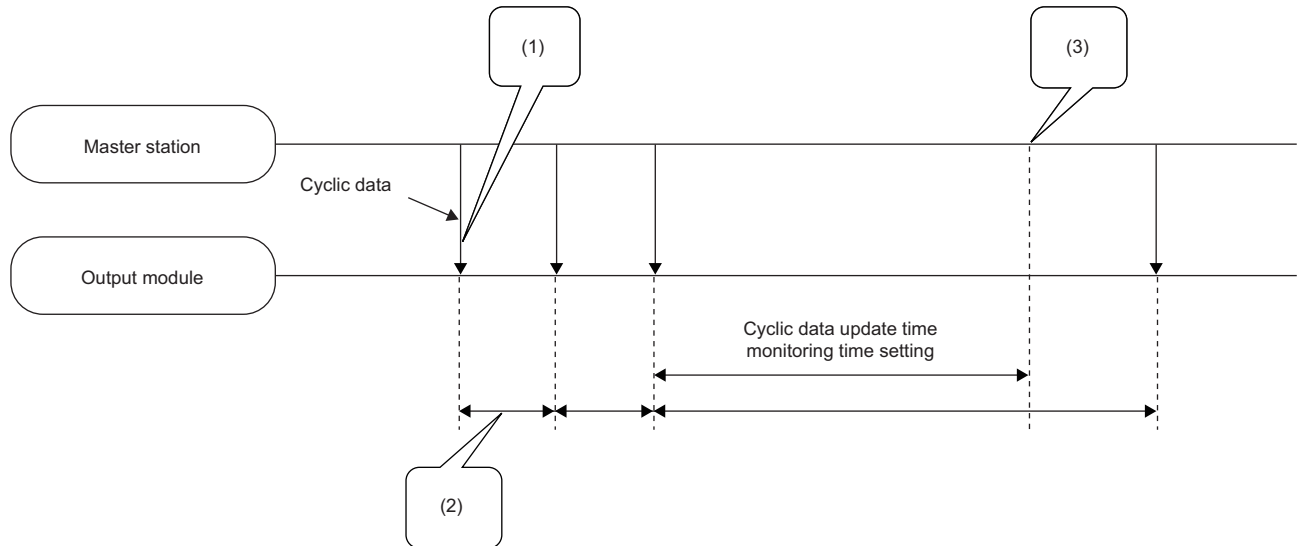 (1)
(3)
Master station
Cyclic data
Output module
Cyclic data update time
monitoring time setting
(2)